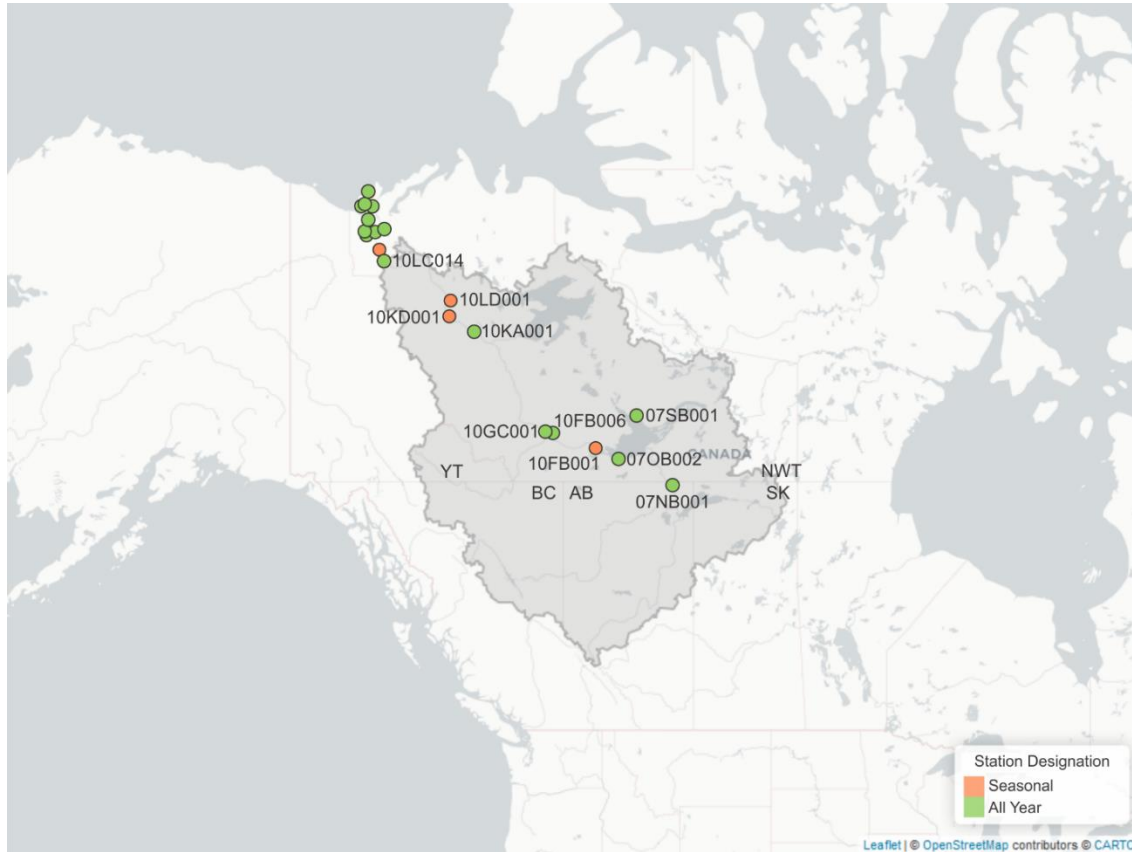 10LC014
10LD001
10KD001
10KA001
07SB001
10FB006
10GC001
10FB001
CANADA
07OB002
YT
NWT
BC
AB
SK
07NB001
Station Designation
Seasonal
All Year
Leaflet | © OpenStreetMap contributors © CARTO